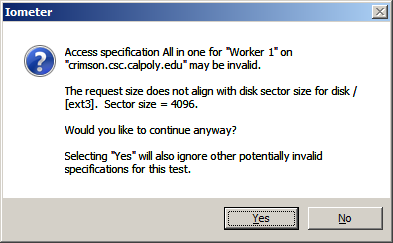 Iometer
Access specification All in one for "Worker 1" on
"crimson.csc.calpoly.edu" may be invalid.
The request size does not align with disk sector size for disk /
[ext3].  Sector size = 4096.
Would you like to continue anyway?
Selecting "Yes" will also ignore other potentially invalid
specifications for this test.
Yes
No